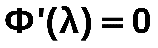 Φ'(λ) = 0